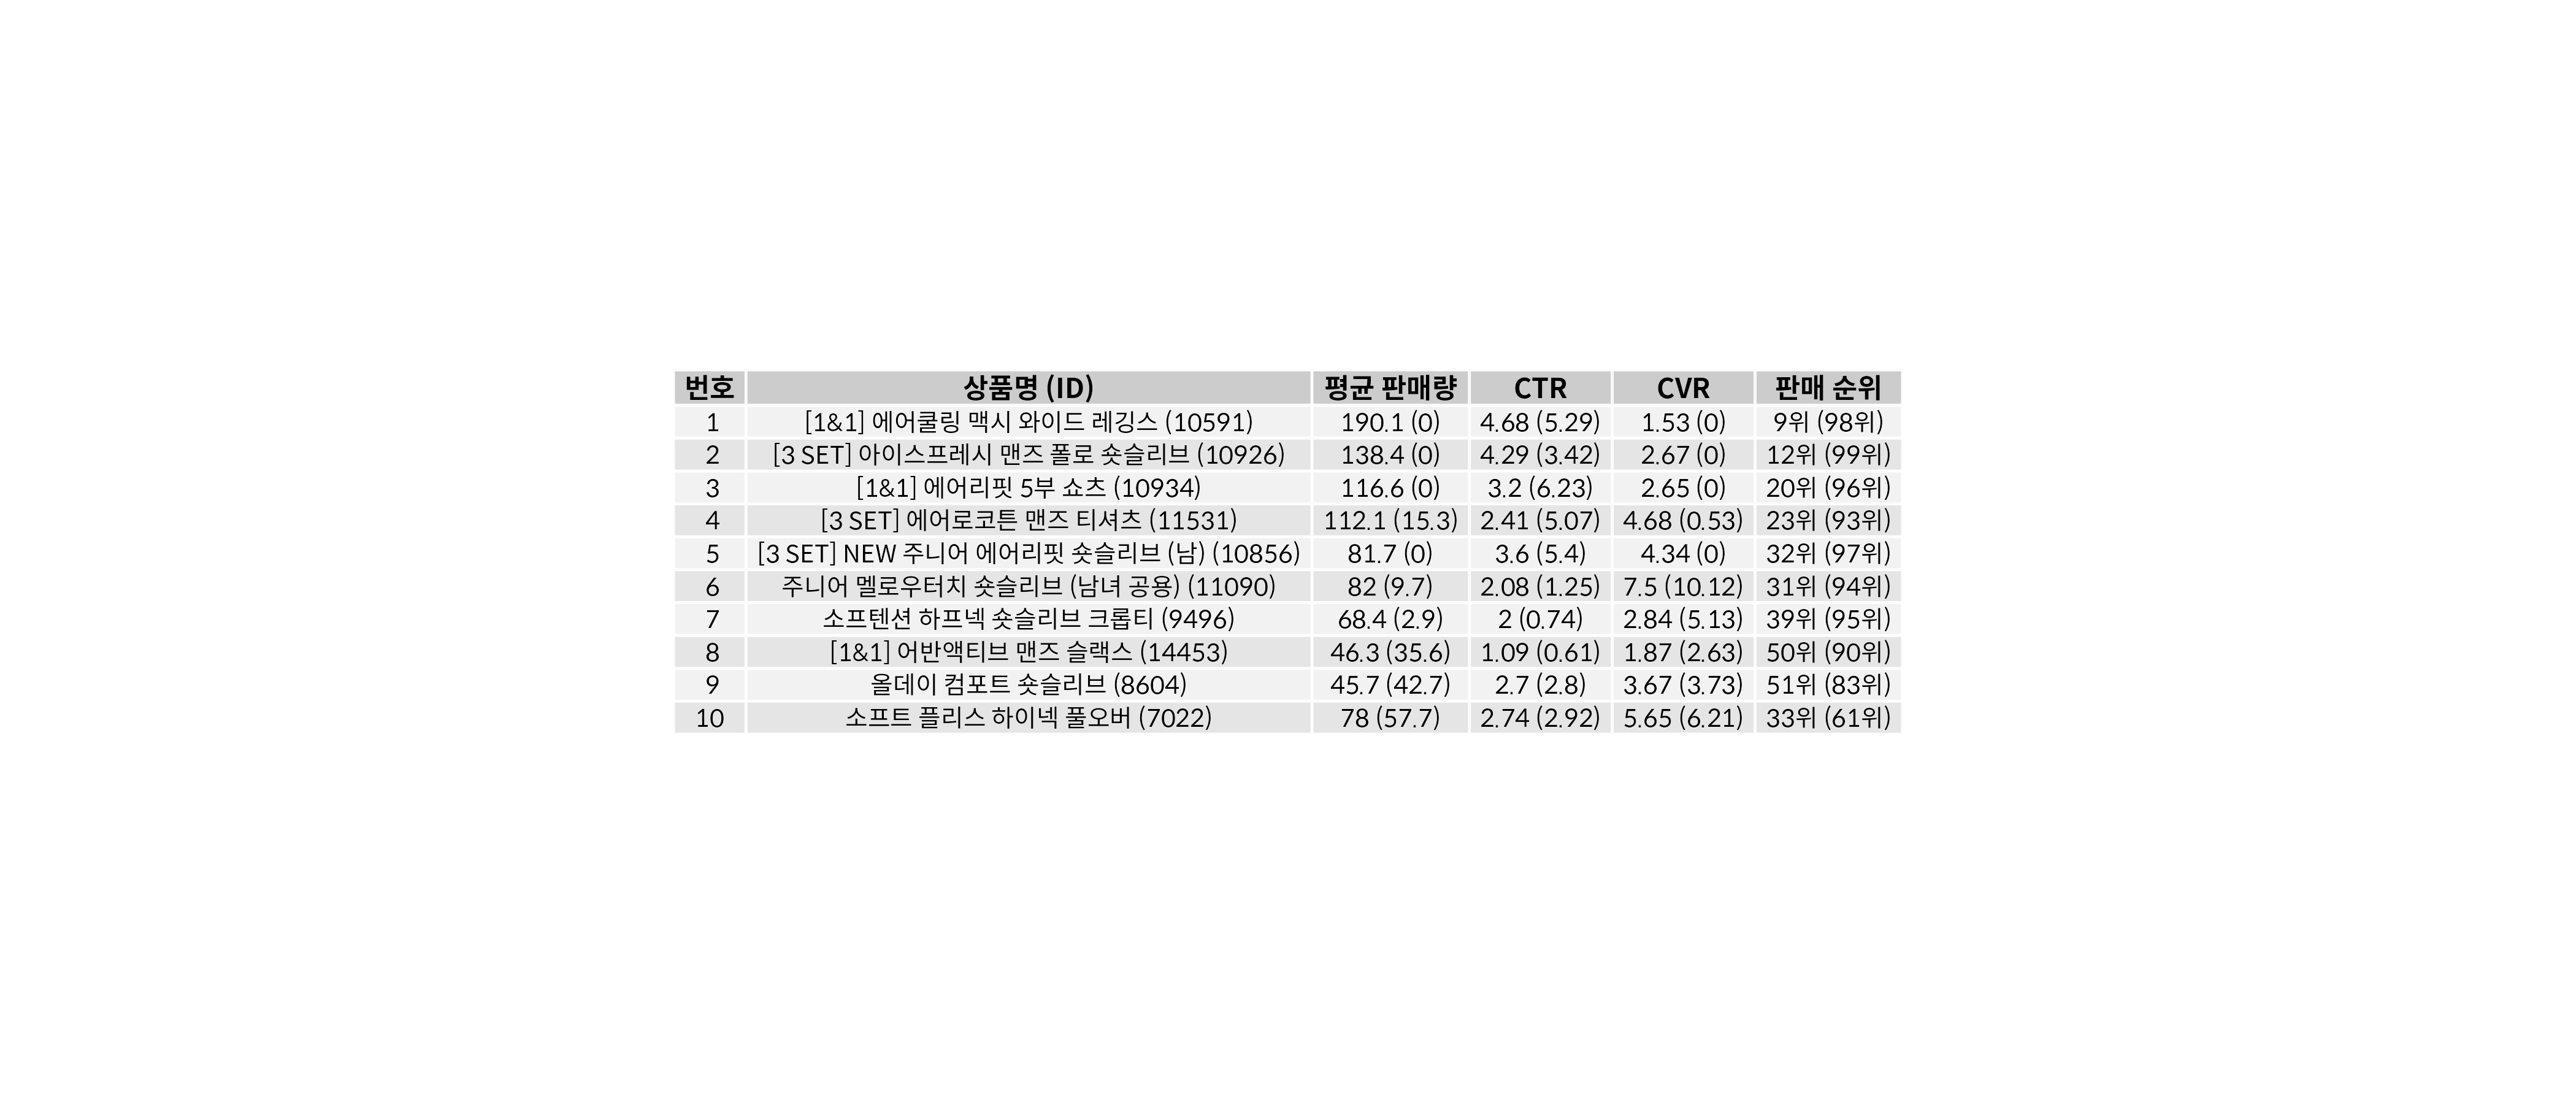 번호 상품명 (ID) 평균 판매량 CTR CVR 판매 순위
1 [1&1] 에어쿨링 맥시 와이드 레깅스 (10591) 190.1 (0) 4.68 (5.29) 1.53 (0) 9위 (98위)
2 [3 SET] 아이스프레시 맨즈 폴로 숏슬리브 (10926) 138.4 (0) 4.29 (3.42) 2.67 (0) 12위 (99위)
3 [1&1] 에어리핏 5부 쇼츠 (10934) 116.6 (0) 3.2 (6.23) 2.65 (0) 20위 (96위)
4 [3 SET] 에어로코튼 맨즈 티셔츠 (11531) 112.1 (15.3) 2.41 (5.07) 4.68 (0.53) 23위 (93위)
5 [3 SET] NEW 주니어 에어리핏 숏슬리브 (남) (10856) 81.7 (0) 3.6 (5.4) 4.34 (0) 32위 (97위)
6 주니어 멜로우터치 숏슬리브 (남녀 공용) (11090) 82 (9.7) 2.08 (1.25) 7.5 (10.12) 31위 (94위)
7 소프텐션 하프넥 숏슬리브 크롭티 (9496) 68.4 (2.9) 2 (0.74) 2.84 (5.13) 39위 (95위)
8 [1&1] 어반액티브 맨즈 슬랙스 (14453) 46.3 (35.6) 1.09 (0.61) 1.87 (2.63) 50위 (90위)
9 올데이 컴포트 숏슬리브 (8604) 45.7 (42.7) 2.7 (2.8) 3.67 (3.73) 51위 (83위)
10 소프트 플리스 하이넥 풀오버 (7022) 78 (57.7) 2.74 (2.92) 5.65 (6.21) 33위 (61위)